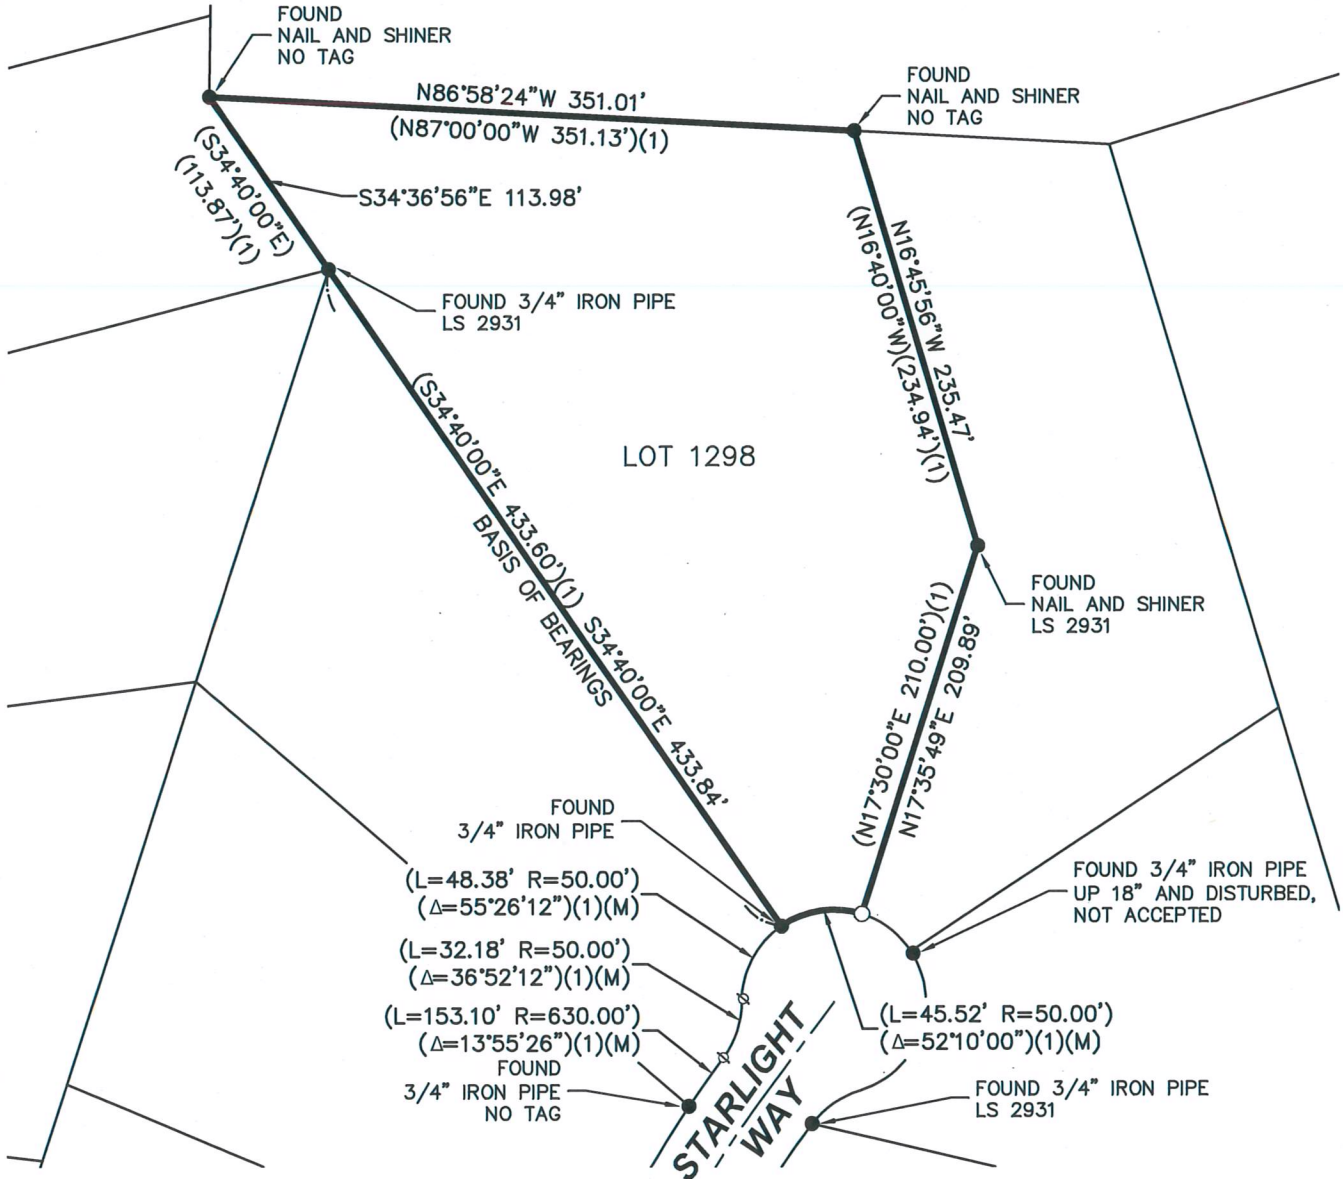 FOUND
NAIL AND SHINER
NO TAG
N86°58'24"W 351.01'
(N87°00'00"W 351.13')(1)
FOUND
NAIL AND SHINER
NO TAG
(S34°40'00"E)
(113.87')(1)
S34°36'56"E 113.98'
N16°45'56"W 235.47'
(N16°40'00"W)(234.94')(1)
FOUND 3/4" IRON PIPE
LS 2931
LOT 1298
(S34°40'00"E 433.60')(1) S34°40'00"E 433.84'
BASIS OF BEARINGS
FOUND
NAIL AND SHINER
LS 2931
(N17°30'00"E 210.00')(1)
N17°35'49"E 209.89'
FOUND
3/4" IRON PIPE
(L=48.38' R=50.00')
(Δ=55°26'12")(1)(M)
FOUND 3/4" IRON PIPE
UP 18" AND DISTURBED,
NOT ACCEPTED
(L=32.18' R=50.00')
(Δ=36°52'12")(1)(M)
(L=153.10' R=630.00')
(Δ=13°55'26")(1)(M)
(L=45.52' R=50.00')
(Δ=52°10'00")(1)(M)
FOUND
3/4" IRON PIPE
NO TAG
STARLIGHT
WAY
FOUND 3/4" IRON PIPE
LS 2931